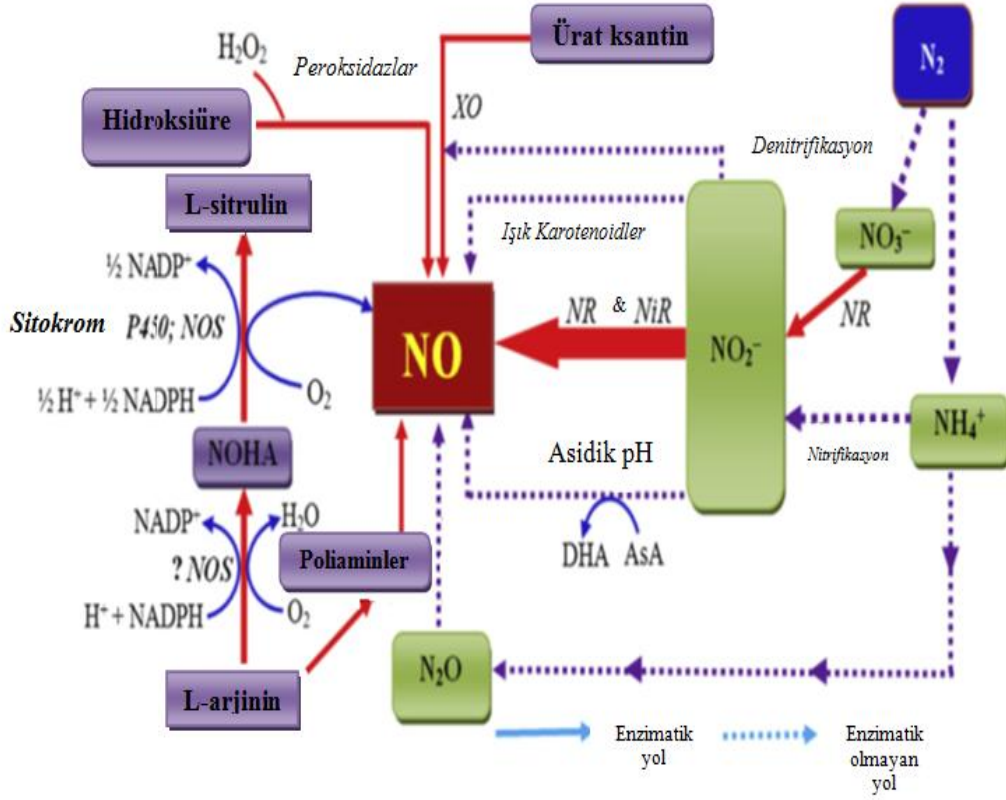 Ürat ksantin
N₂
H₂O₂
Peroksidazlar
XO
Hidroksiüre
Denitrifikasyon
L-sitrulin
NO₃⁻
Işık Karotenoidler
½ NADP⁺
Sitokrom
P450; NOS
NO
NR & NiR
NO₂⁻
NR
½ H⁺ + ½ NADPH
O₂
NH₄⁺
NOHA
Asidik pH
Nitrifikasyon
NADP⁺
H₂O
? NOS
Poliaminler
DHA
AsA
H⁺ + NADPH
O₂
N₂O
L-arjinin
Enzimatik
yol
Enzimatik
olmayan
yol